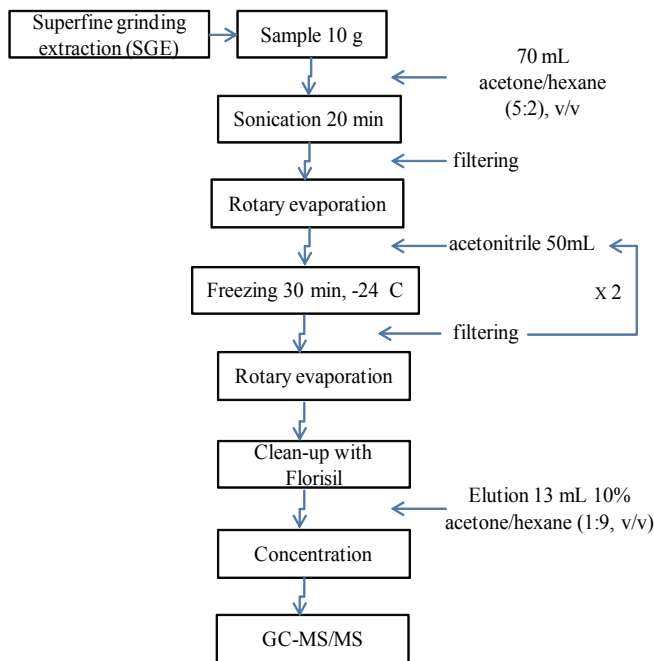 Superfine grinding
extraction (SGE)
Sample 10 g
70 mL
acetone/hexane
(5:2), v/v
Sonication 20 min
filtering
Rotary evaporation
acetonitrile 50mL
Freezing 30 min, -24 C
X 2
filtering
Rotary evaporation
Clean-up with
Florisil
Elution 13 mL 10%
acetone/hexane (1:9, v/v)
Concentration
GC-MS/MS